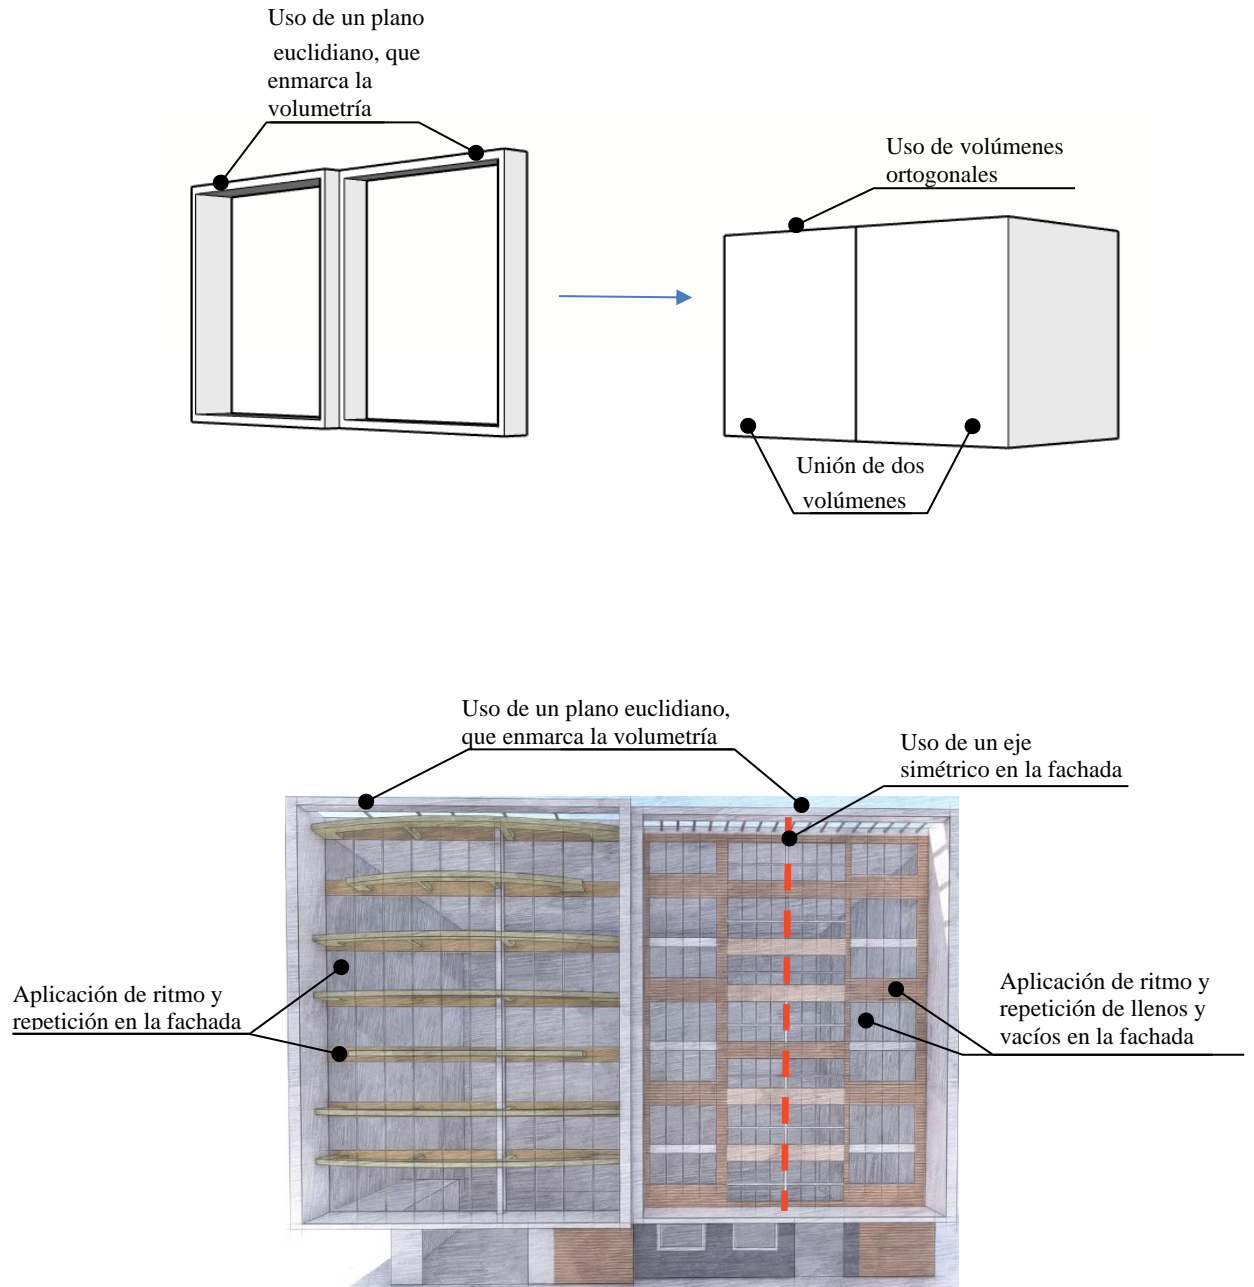 Uso de un plano
euclidiano, que
enmarca la
volumetría
Uso de volúmenes
ortogonales
Unión de dos
volúmenes
Uso de un plano euclidiano,
que enmarca la volumetría
Uso de un eje
simétrico en la fachada
Aplicación de ritmo y
repetición en la fachada
Aplicación de ritmo y
repetición de llenos y
vacíos en la fachada